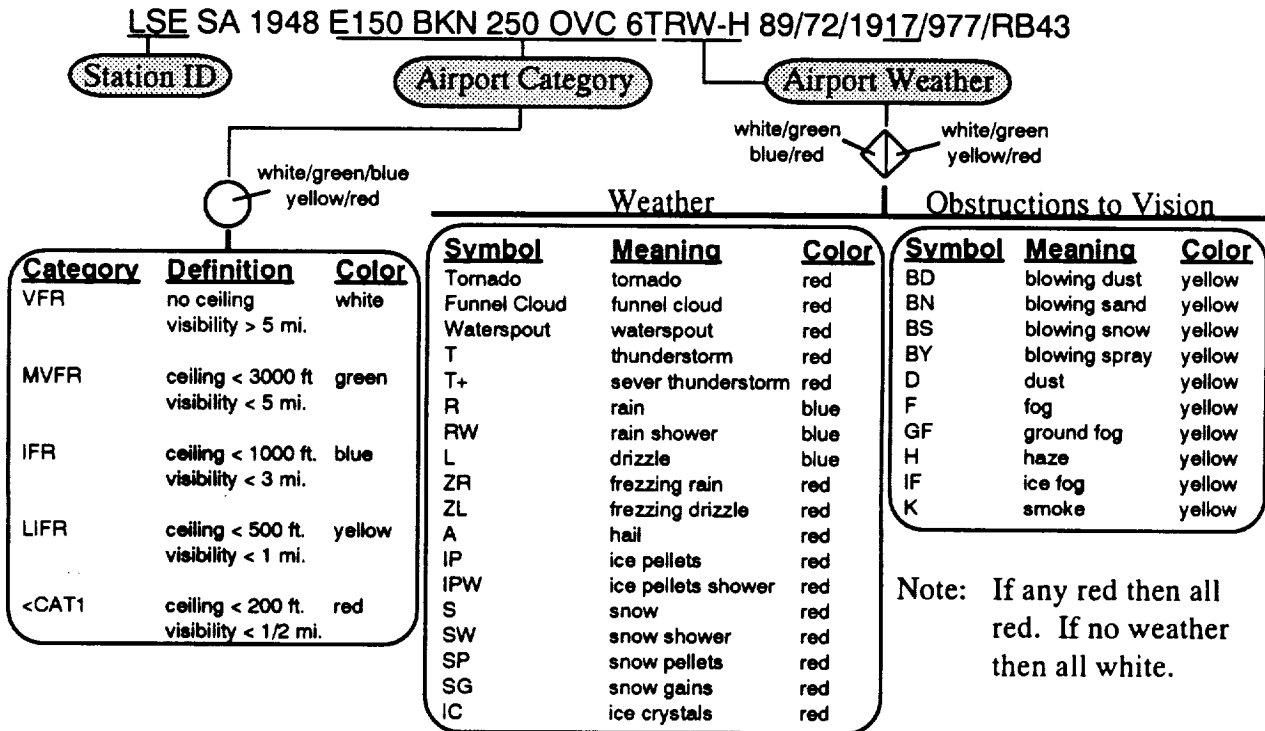 LSE SA 1948 E150 BKN 250 OVC 6TRW-H 89/72/1917/977/RB43
Station ID
Airport Category
Airport Weather
white/green/blue
yellow/red
white/green
blue/red
white/green
yellow/red
Category Definition Color
VFR no ceiling white
visibility > 5 mi.
MVFR ceiling < 3000 ft green
visibility < 5 mi.
IFR ceiling < 1000 ft. blue
visibility < 3 mi.
LIFR ceiling < 500 ft. yellow
visibility < 1 mi.
<CAT1 ceiling < 200 ft. red
visibility < 1/2 mi.
Weather
Symbol Meaning Color
Tornado tornado red
Funnel Cloud funnel cloud red
Waterspout waterspout red
T thunderstorm red
T+ sever thunderstorm red
R rain blue
RW rain shower blue
L drizzle blue
ZR frezzing rain red
ZL frezzing drizzle red
A hail red
IP ice pellets red
IPW ice pellets shower red
S snow red
SW snow shower red
SP snow pellets red
SG snow gains red
IC ice crystals red
Obstructions to Vision
Symbol Meaning Color
BD blowing dust yellow
BN blowing sand yellow
BS blowing snow yellow
BY blowing spray yellow
D dust yellow
F fog yellow
GF ground fog yellow
H haze yellow
IF ice fog yellow
K smoke yellow
Note: If any red then all
red. If no weather
then all white.